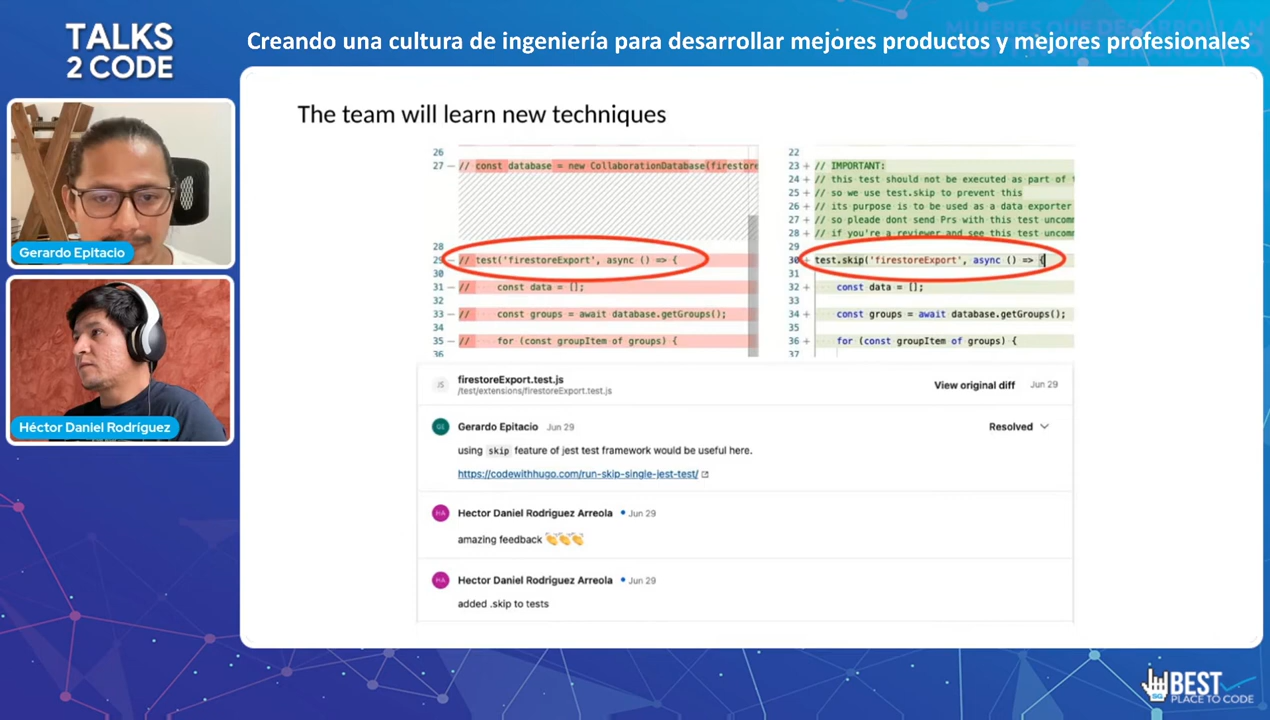 TALKS
2 CODE
Creando una cultura de ingeniería para desarrollar mejores productos y mejores profesionales
Gerardo Epitacio
Héctor Daniel Rodríguez
The team will learn new techniques
26
27 – // const database = new CollaborationDatabase(firestore
28
29 – // test('firestoreExport', async () => {
30
31 – // const data = [];
32
33 – // const groups = await database.getGroups();
34
35 – // for (const groupItem of groups) {
36
22
23 + // IMPORTANT:
24 + // this test should not be executed as part of
25 + // so we use test.skip to prevent this
26 + // its purpose is to be used as a data exporter
27 + // so pleade dont send Prs with this test uncomm
28 + // if you're a reviewer and see this test uncomm
29
30 + test.skip('firestoreExport', async () => {
31
32 + const data = [];
33
34 + const groups = await database.getGroups();
35
36 + for (const groupItem of groups) {
37
JS firestoreExport.test.js View original diff Jun 29
/test/extensions/firestoreExport.test.js
GE Gerardo Epitacio Jun 29 Resolved
using skip feature of jest test framework would be useful here.
https://codewithhugo.com/run-skip-single-jest-test/
HA Hector Daniel Rodriguez Arreola • Jun 29
amazing feedback 👏👏👏
HA Hector Daniel Rodriguez Arreola • Jun 29
added .skip to tests
SG BEST
PLACE TO CODE